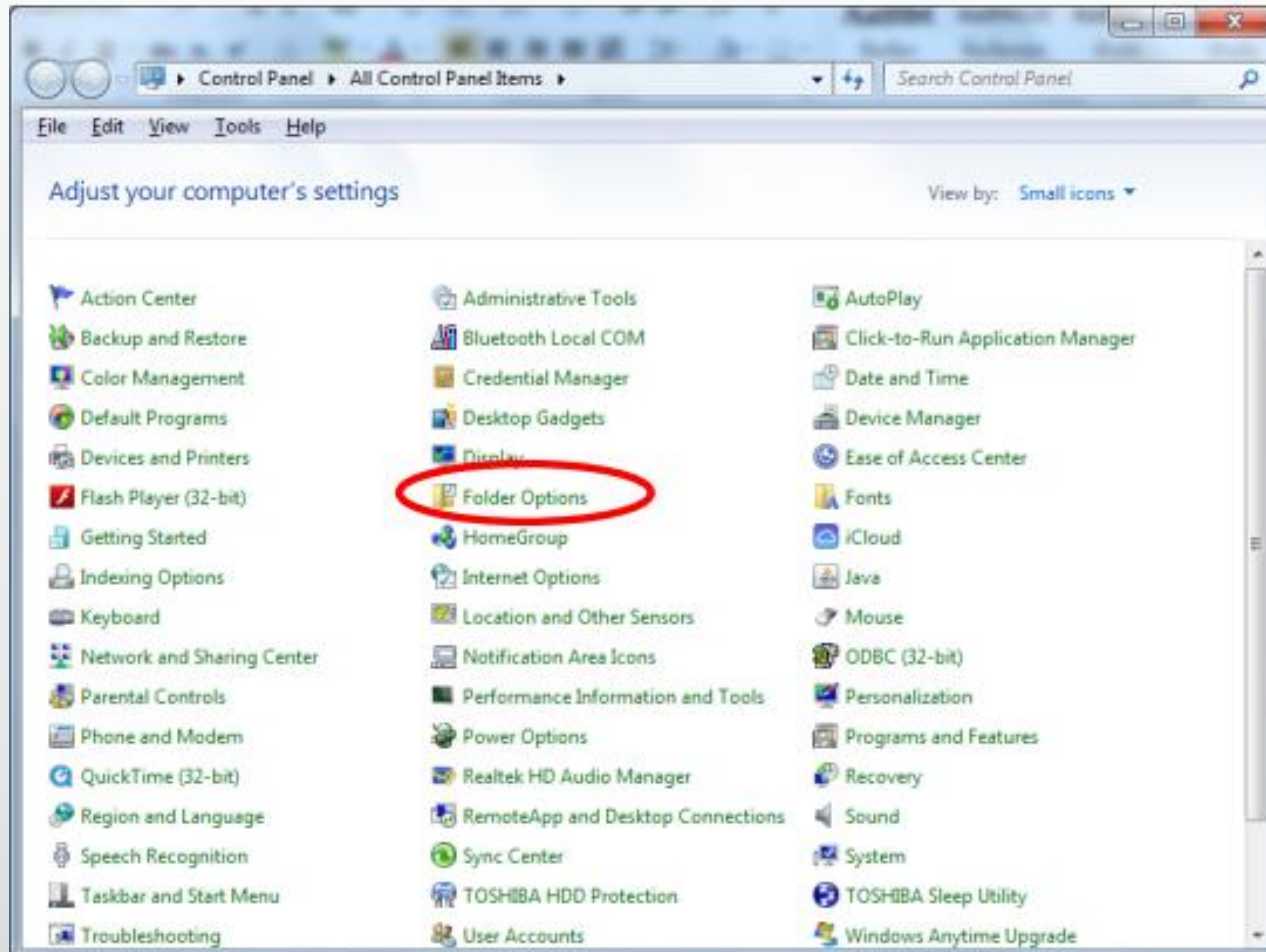 Control Panel All Control Panel Items
Search Control Panel
File Edit View Tools Help
Adjust your computer's settings
View by: Small icons
Action Center Administrative Tools AutoPlay
Backup and Restore Bluetooth Local COM Click-to-Run Application Manager
Color Management Credential Manager Date and Time
Default Programs Desktop Gadgets Device Manager
Devices and Printers Display Ease of Access Center
Flash Player (32-bit) Folder Options Fonts
Getting Started HomeGroup iCloud
Indexing Options Internet Options Java
Keyboard Location and Other Sensors Mouse
Network and Sharing Center Notification Area Icons ODBC (32-bit)
Parental Controls Performance Information and Tools Personalization
Phone and Modem Power Options Programs and Features
QuickTime (32-bit) Realtek HD Audio Manager Recovery
Region and Language RemoteApp and Desktop Connections Sound
Speech Recognition Sync Center System
Taskbar and Start Menu TOSHIBA HDD Protection TOSHIBA Sleep Utility
Troubleshooting User Accounts Windows Anytime Upgrade